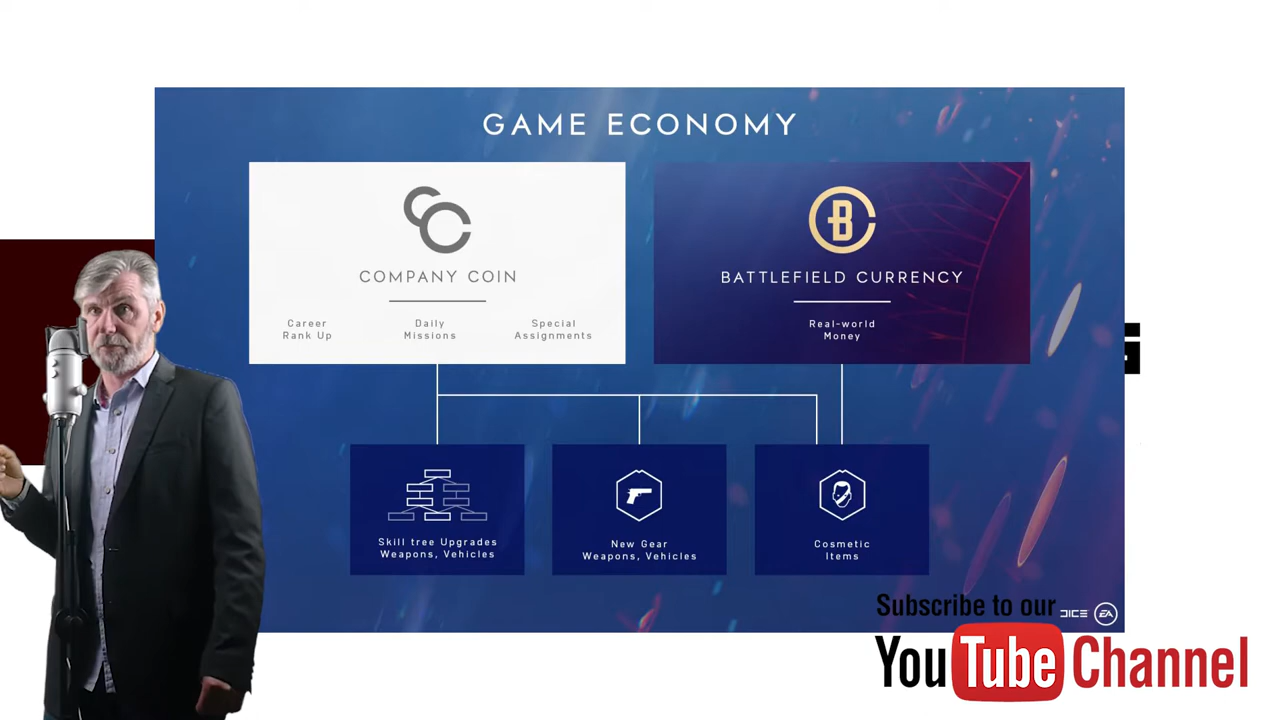 GAME ECONOMY
COMPANY COIN
Career
Rank Up
Daily
Missions
Special
Assignments
BATTLEFIELD CURRENCY
Real-world
Money
Skill tree Upgrades
Weapons, Vehicles
New Gear
Weapons, Vehicles
Cosmetic
Items
DICE EA
Subscribe to our
YouTube Channel